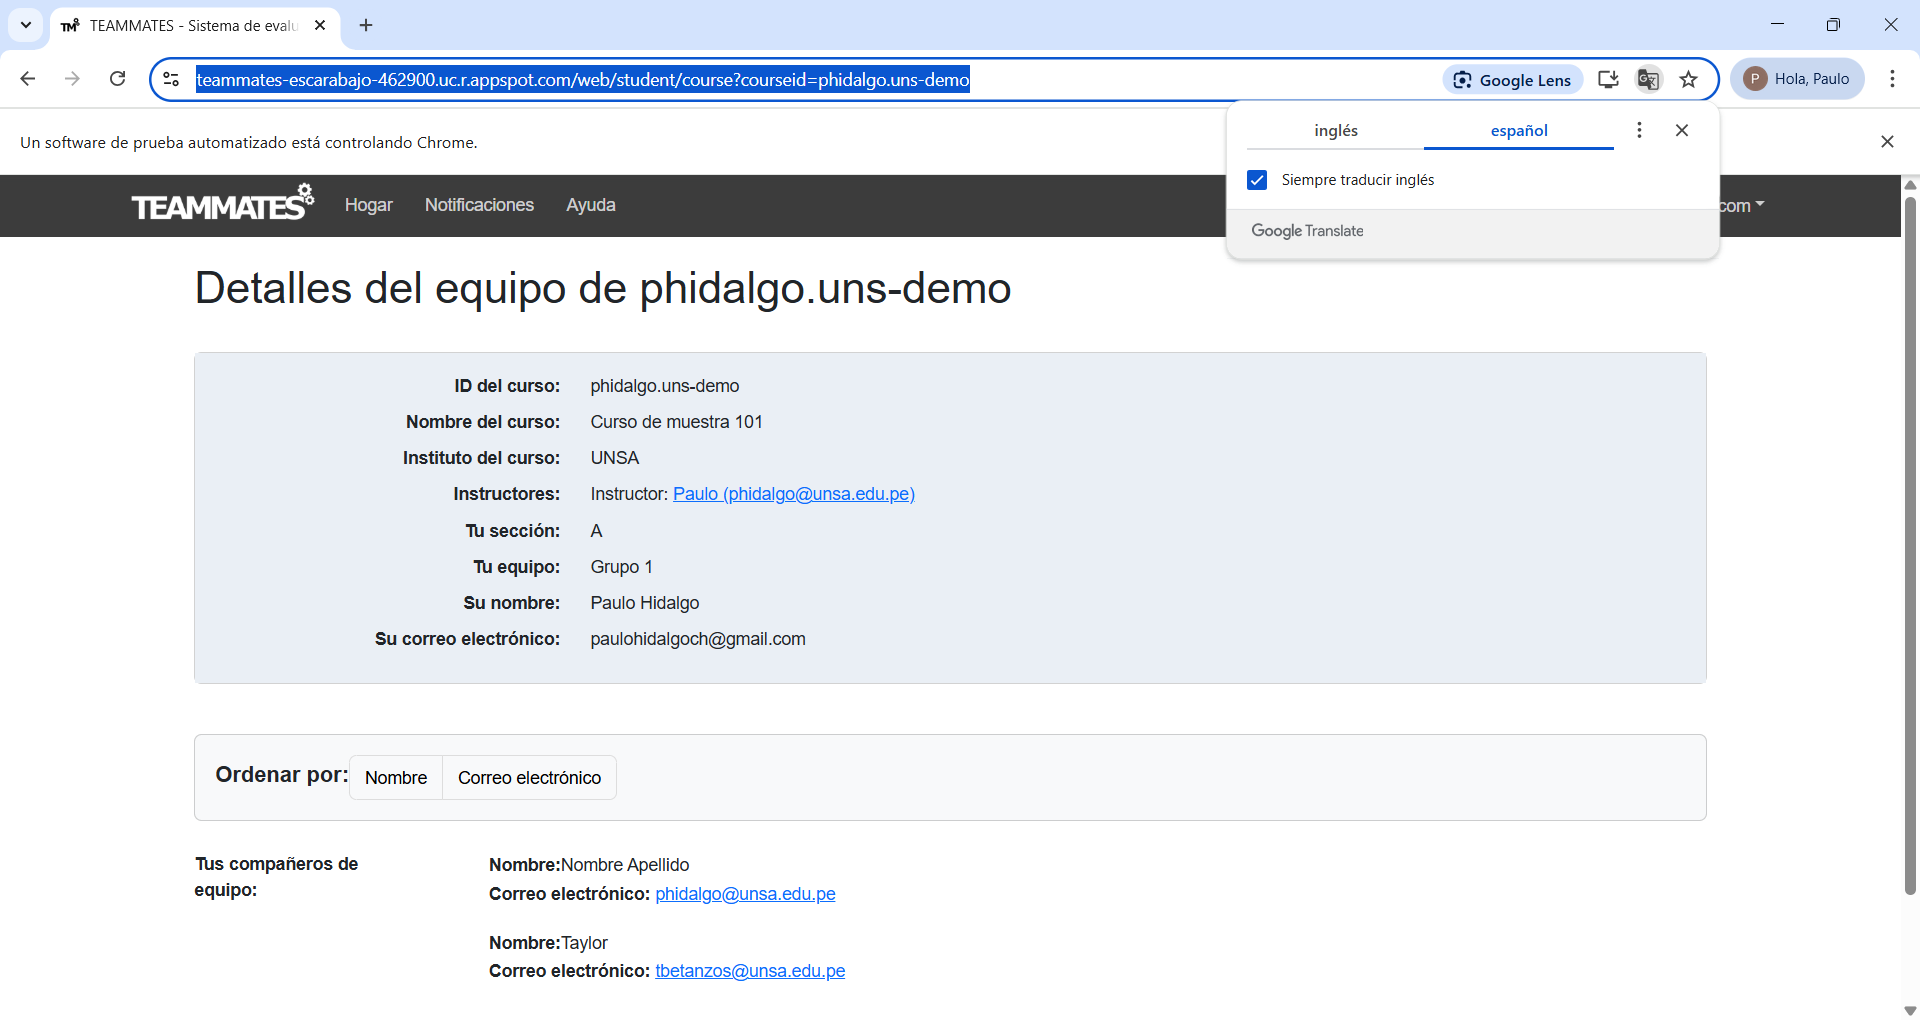 TEAMMATES - Sistema de evalu
teammates-escarabajo-462900.uc.r.appspot.com/web/student/course?courseid=phidalgo.uns-demo
Google Lens
P
Hola, Paulo
Un software de prueba automatizado está controlando Chrome.
inglés
español
Siempre traducir inglés
Google Translate
TEAMMATES
Hogar
Notificaciones
Ayuda
com
Detalles del equipo de phidalgo.uns-demo
ID del curso: phidalgo.uns-demo
Nombre del curso: Curso de muestra 101
Instituto del curso: UNSA
Instructores: Instructor: Paulo (phidalgo@unsa.edu.pe)
Tu sección: A
Tu equipo: Grupo 1
Su nombre: Paulo Hidalgo
Su correo electrónico: paulohidalgoch@gmail.com
Ordenar por: Nombre Correo electrónico
Tus compañeros de
equipo:
Nombre:Nombre Apellido
Correo electrónico: phidalgo@unsa.edu.pe
Nombre:Taylor
Correo electrónico: tbetanzos@unsa.edu.pe